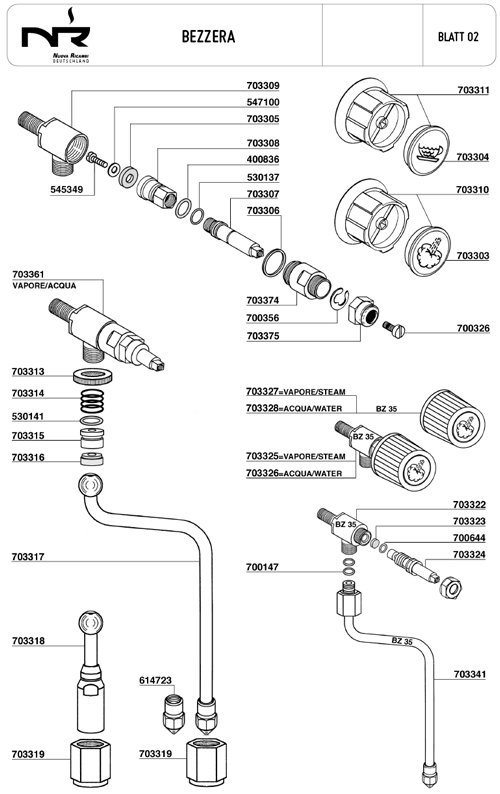 NR
NUOVA RICAMBI
DEUTSCHLAND
BEZZERA
BLATT 02
703309
547100
703305
703308
400836
530137
703307
703306
545349
703311
703304
703310
703303
703361
VAPORE/ACQUA
703374
700356
703375
700326
703313
703314
530141
703315
703316
703327=VAPORE/STEAM
703328=ACQUA/WATER
BZ 35
BZ 35
703325=VAPORE/STEAM
703326=ACQUA/WATER
703322
703323
700644
703324
BZ 35
700147
703317
BZ 35
703318
614723
703341
703319
703319